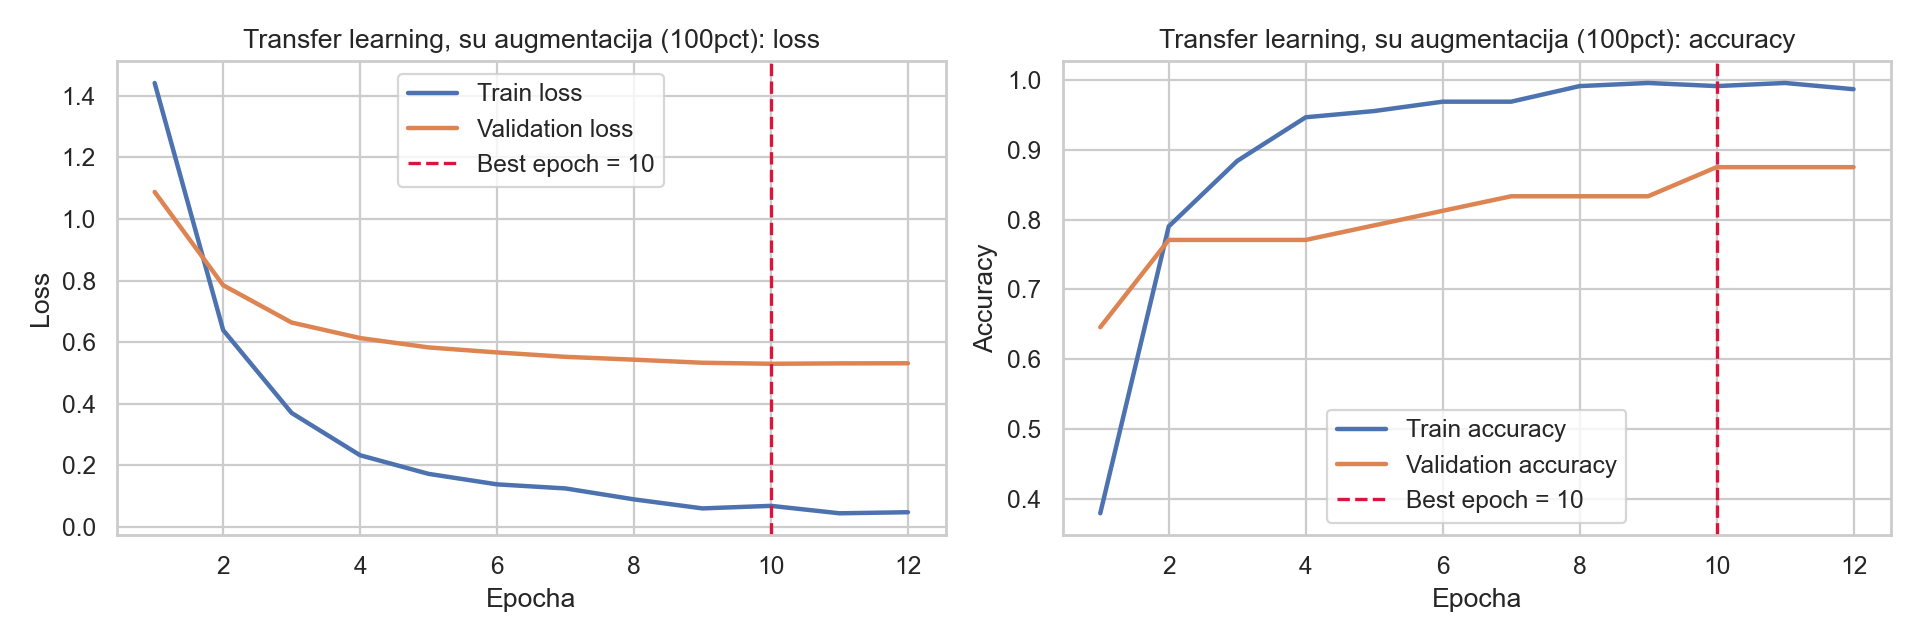 Transfer learning, su augmentacija (100pct): loss
1.4
1.2
1.0
0.8
0.6
0.4
0.2
0.0
Loss
Train loss
Validation loss
Best epoch = 10
2
4
6
8
10
12
Epocha
Transfer learning, su augmentacija (100pct): accuracy
1.0
0.9
0.8
0.7
0.6
0.5
0.4
Accuracy
Train accuracy
Validation accuracy
Best epoch = 10
2
4
6
8
10
12
Epocha